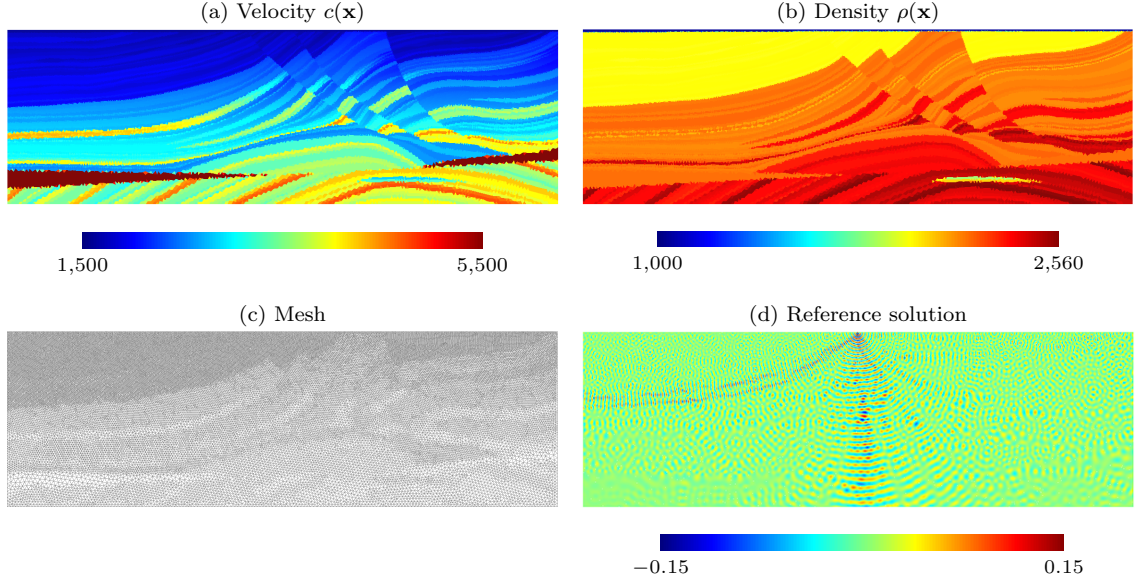 (a) Velocity c(x)
(b) Density ρ(x)
1,500
5,500
1,000
2,560
(c) Mesh
(d) Reference solution
−0.15
0.15